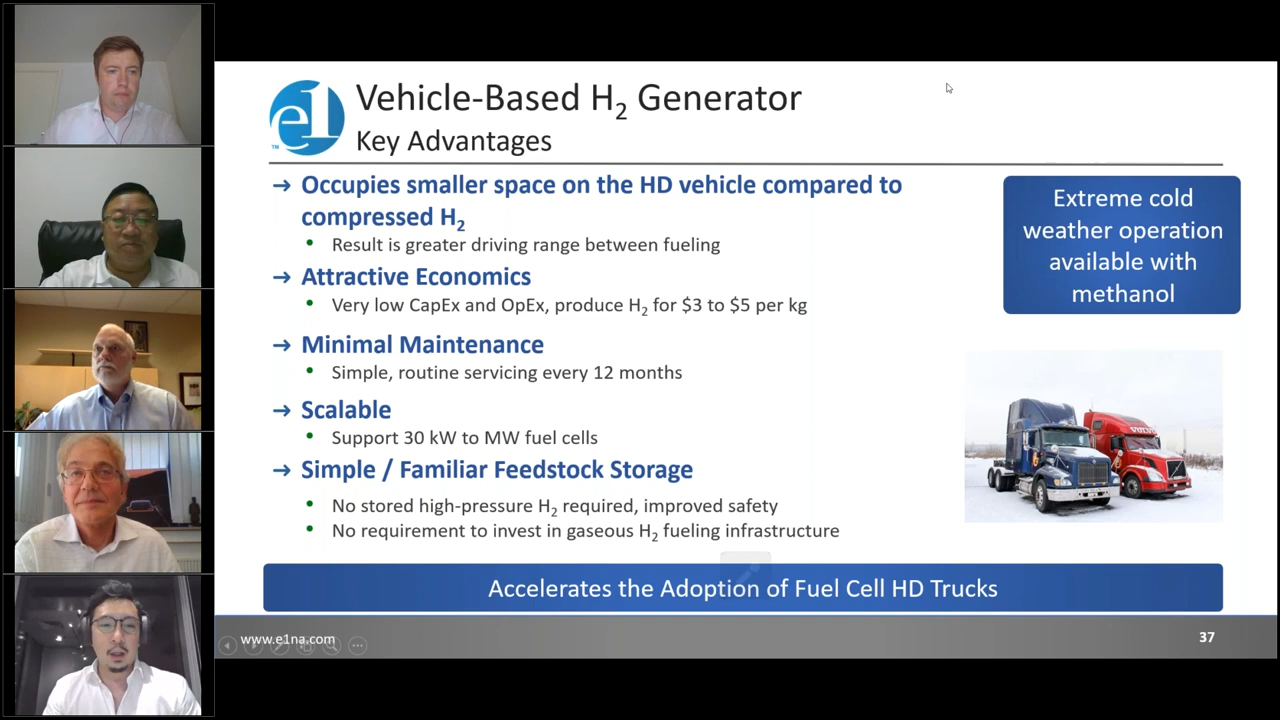 e1
TM
Vehicle-Based H₂ Generator
Key Advantages
→ Occupies smaller space on the HD vehicle compared to
compressed H₂
• Result is greater driving range between fueling
→ Attractive Economics
• Very low CapEx and OpEx, produce H₂ for $3 to $5 per kg
→ Minimal Maintenance
• Simple, routine servicing every 12 months
→ Scalable
• Support 30 kW to MW fuel cells
→ Simple / Familiar Feedstock Storage
• No stored high-pressure H₂ required, improved safety
• No requirement to invest in gaseous H₂ fueling infrastructure
Extreme cold
weather operation
available with
methanol
VOLVO
Accelerates the Adoption of Fuel Cell HD Trucks
www.e1na.com
37